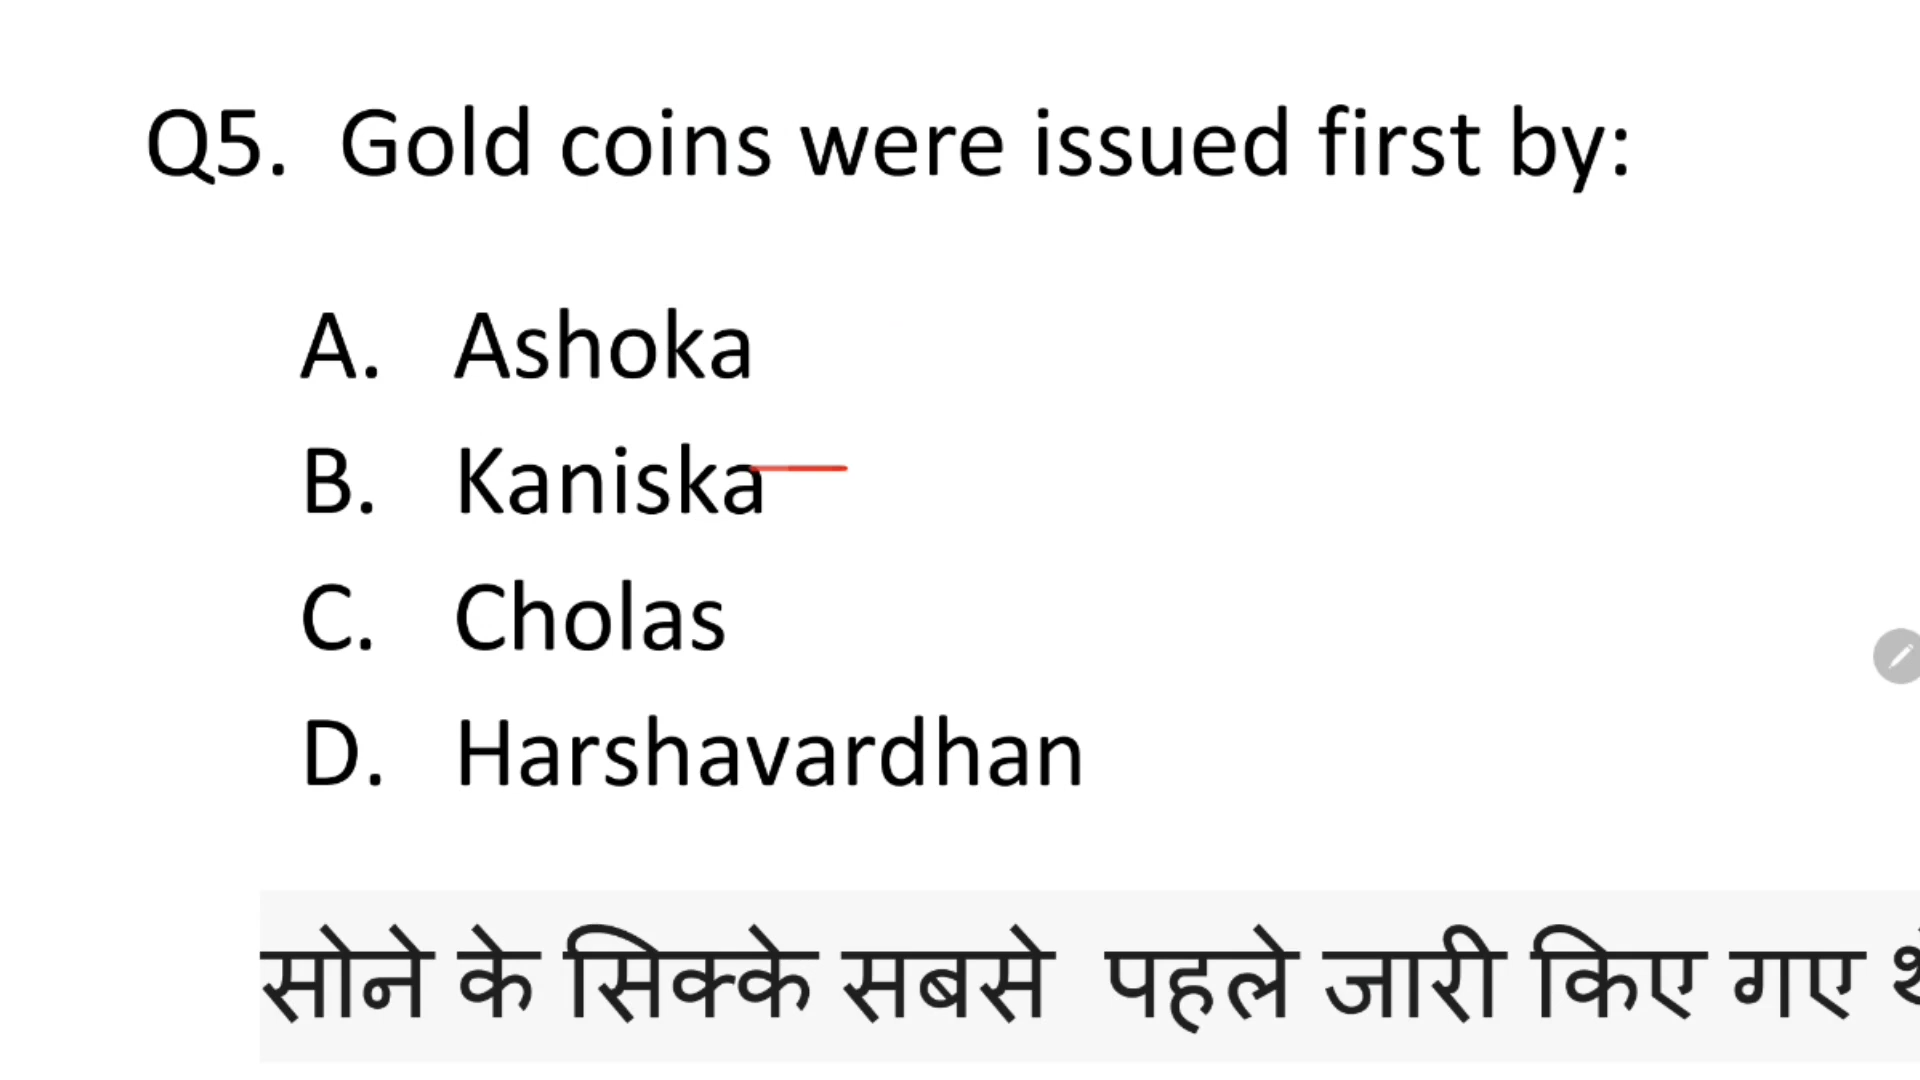 Q5. Gold coins were issued first by:
A. Ashoka
B. Kaniska
C. Cholas
D. Harshavardhan
सोने के सिक्के सबसे पहले जारी किए गए